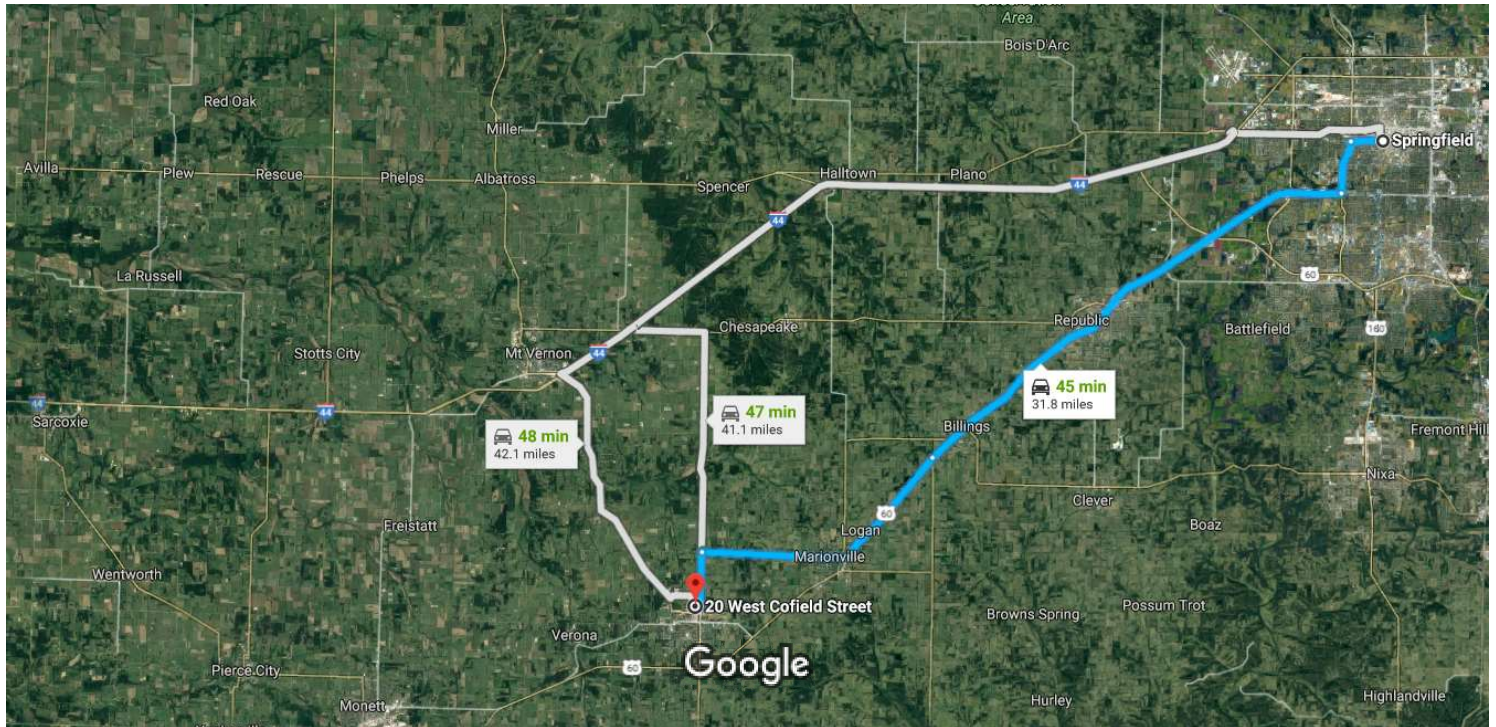 Area
Bois D'Arc
Red Oak
Miller
Springfield
Avilla
Plew
Rescue
Phelps
Albatross
Spencer
Halltown
Plano
44
44
La Russell
60
Chesapeake
Republic
Battlefield
160
Stotts City
Mt Vernon
44
45 min
31.8 miles
44
44
Sarcoxie
47 min
41.1 miles
48 min
42.1 miles
Billings
Fremont Hill
Nixa
Clever
Freistatt
60
Logan
Boaz
Marionville
Wentworth
20 West Cofield Street
Browns Spring
Possum Trot
Verona
Google
60
Pierce City
Monett
Hurley
Highlandville